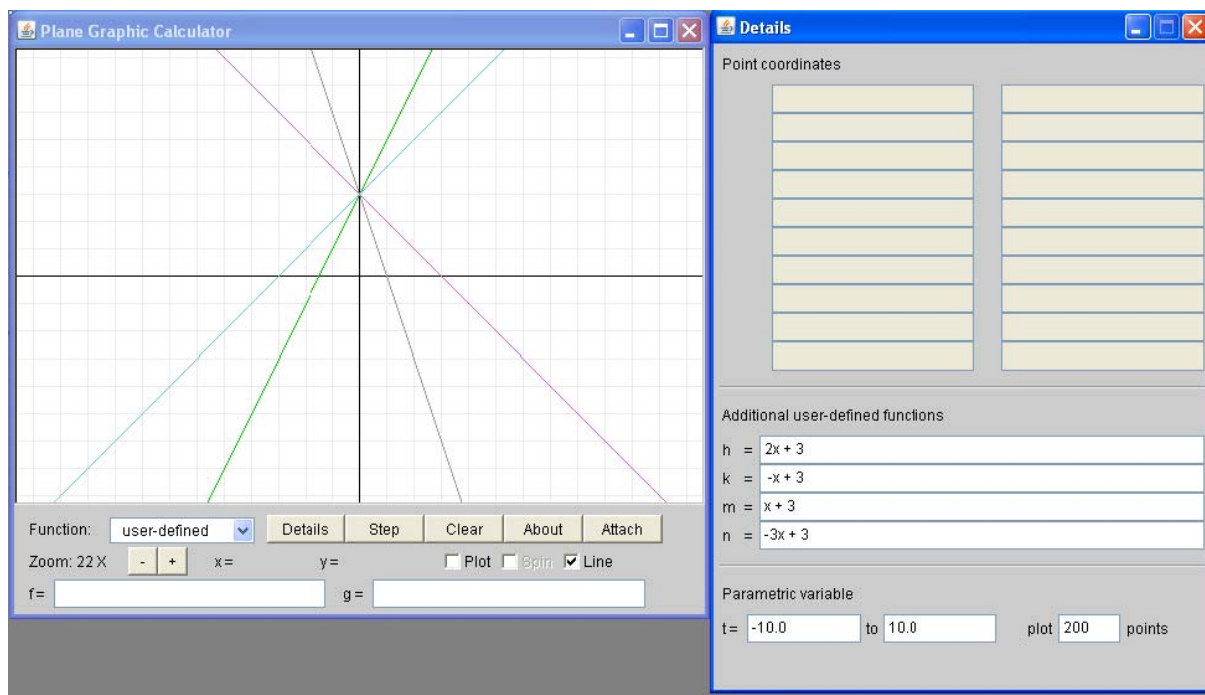 Plane Graphic Calculator
Function: user-defined Details Step Clear About Attach
Zoom: 22 X - + x = y = Plot Spin Line
f = g =
Details
Point coordinates
Additional user-defined functions
h = 2x + 3
k = -x + 3
m = x + 3
n = -3x + 3
Parametric variable
t = -10.0 to 10.0 plot 200 points